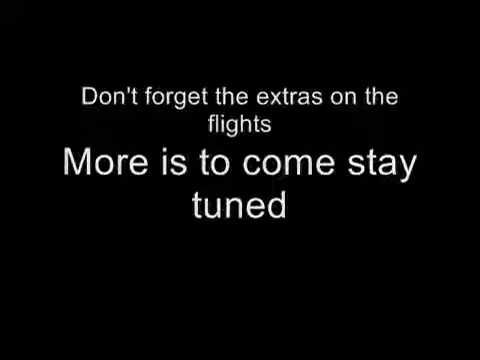 Don't forget the extras on the
flights
More is to come stay
tuned